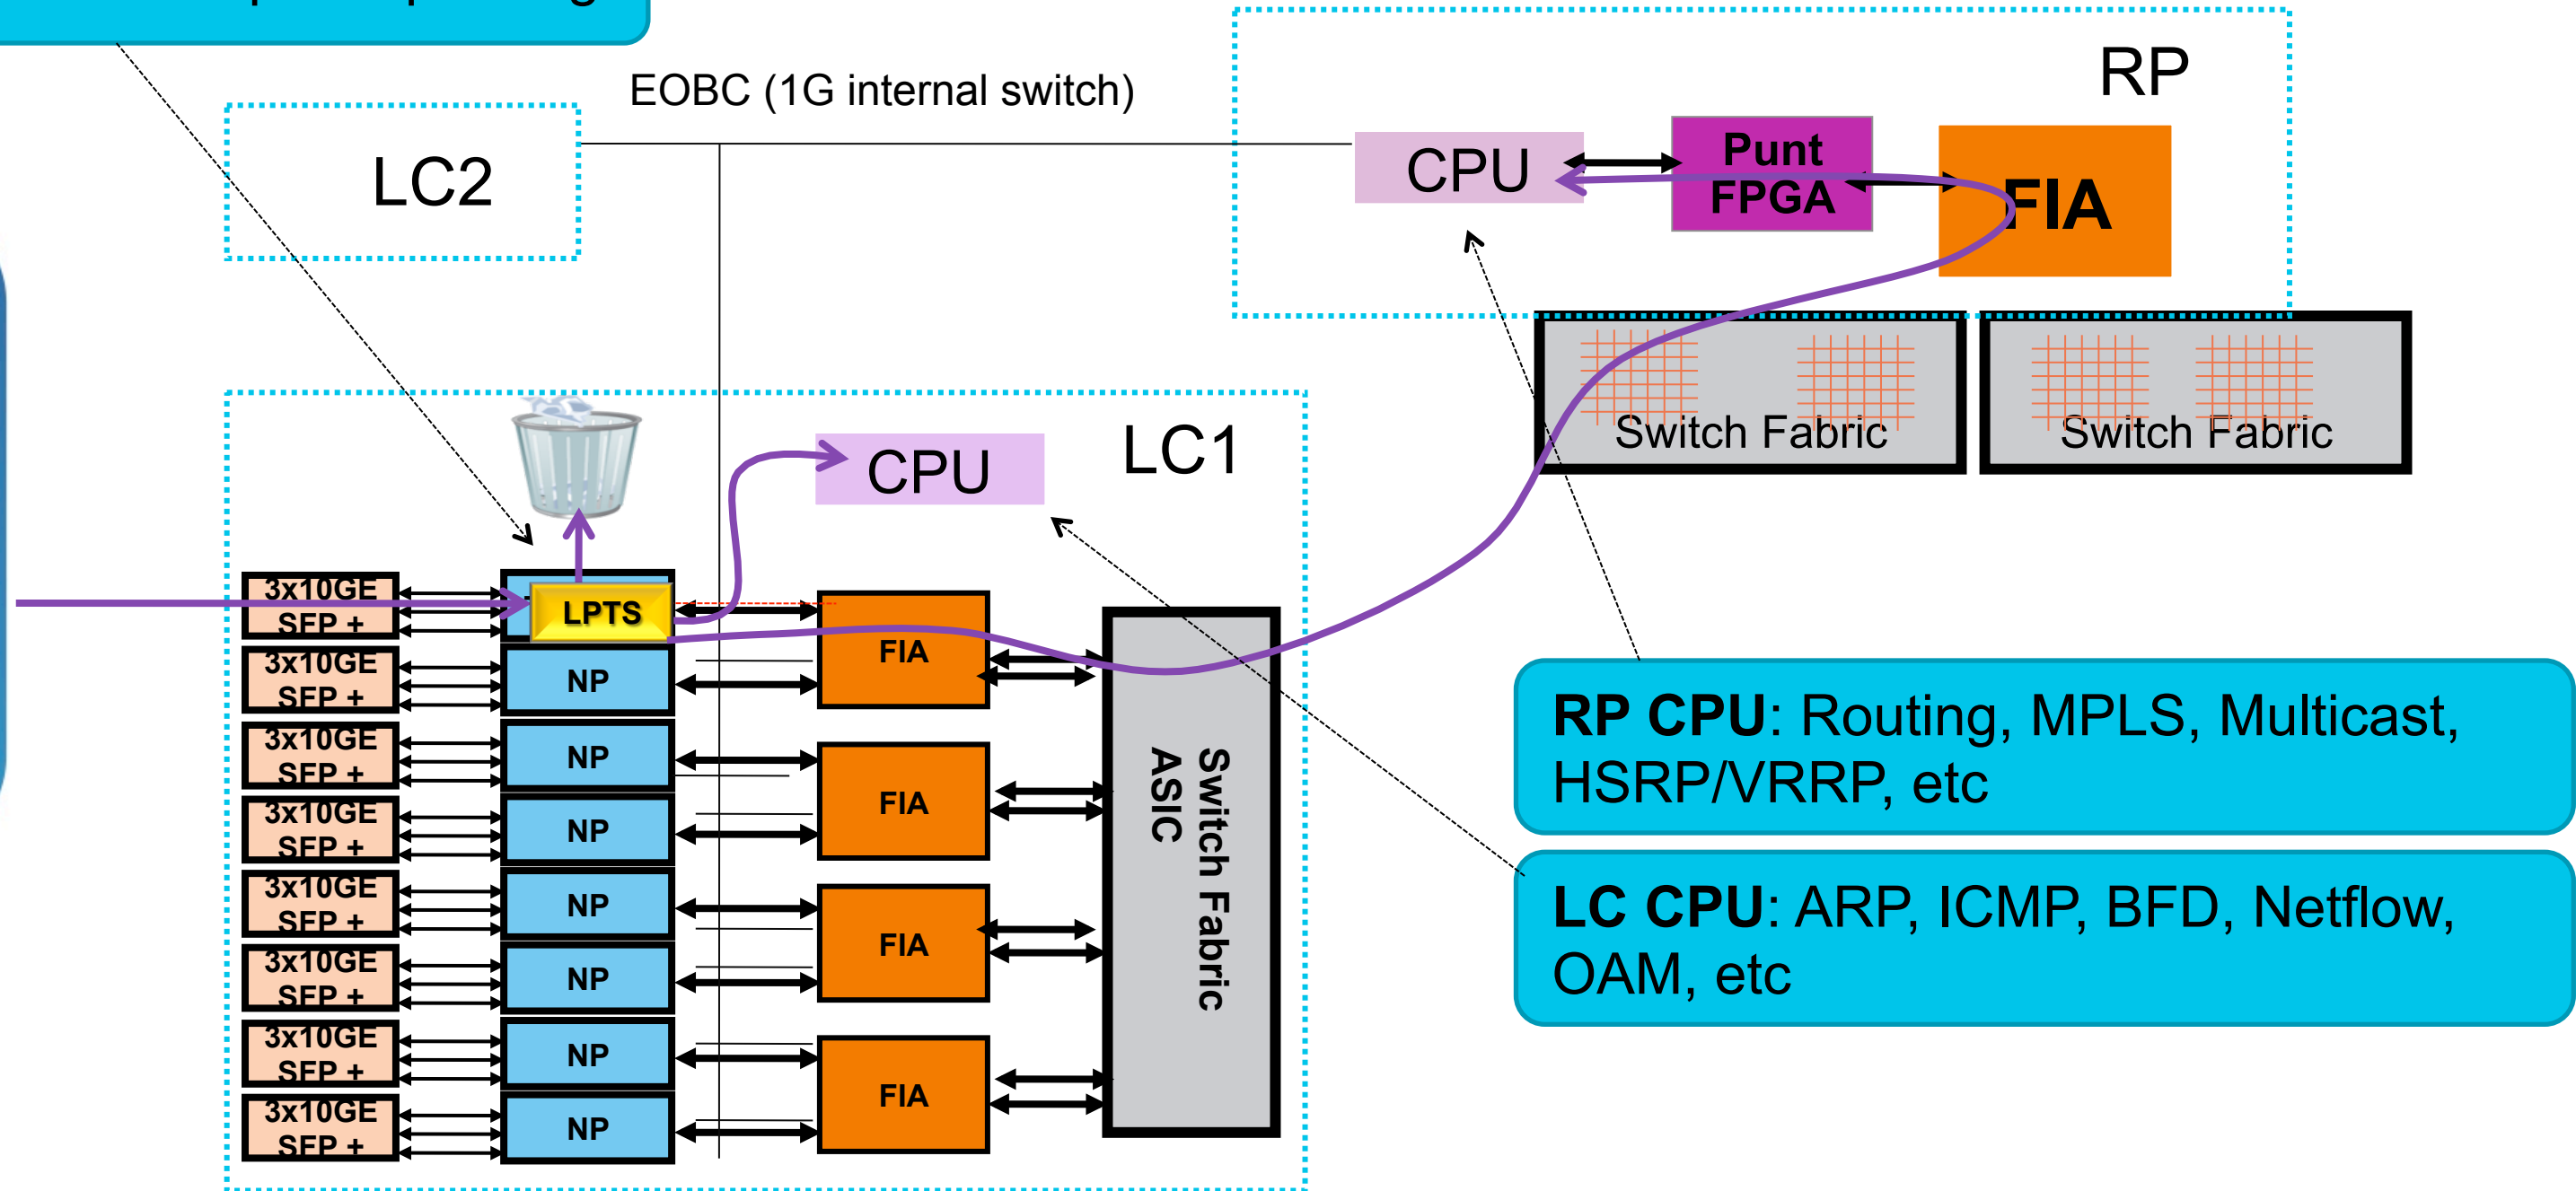 EOBC (1G internal switch)
RP
LC2
CPU
Punt
FPGA
FIA
Switch Fabric
Switch Fabric
LC1
CPU
3x10GE
SFP +
LPTS
FIA
3x10GE
SFP +
NP
3x10GE
SFP +
NP
FIA
3x10GE
SFP +
NP
3x10GE
SFP +
NP
FIA
3x10GE
SFP +
NP
3x10GE
SFP +
NP
FIA
3x10GE
SFP +
NP
Switch Fabric
ASIC
RP CPU: Routing, MPLS, Multicast,
HSRP/VRRP, etc
LC CPU: ARP, ICMP, BFD, Netflow,
OAM, etc